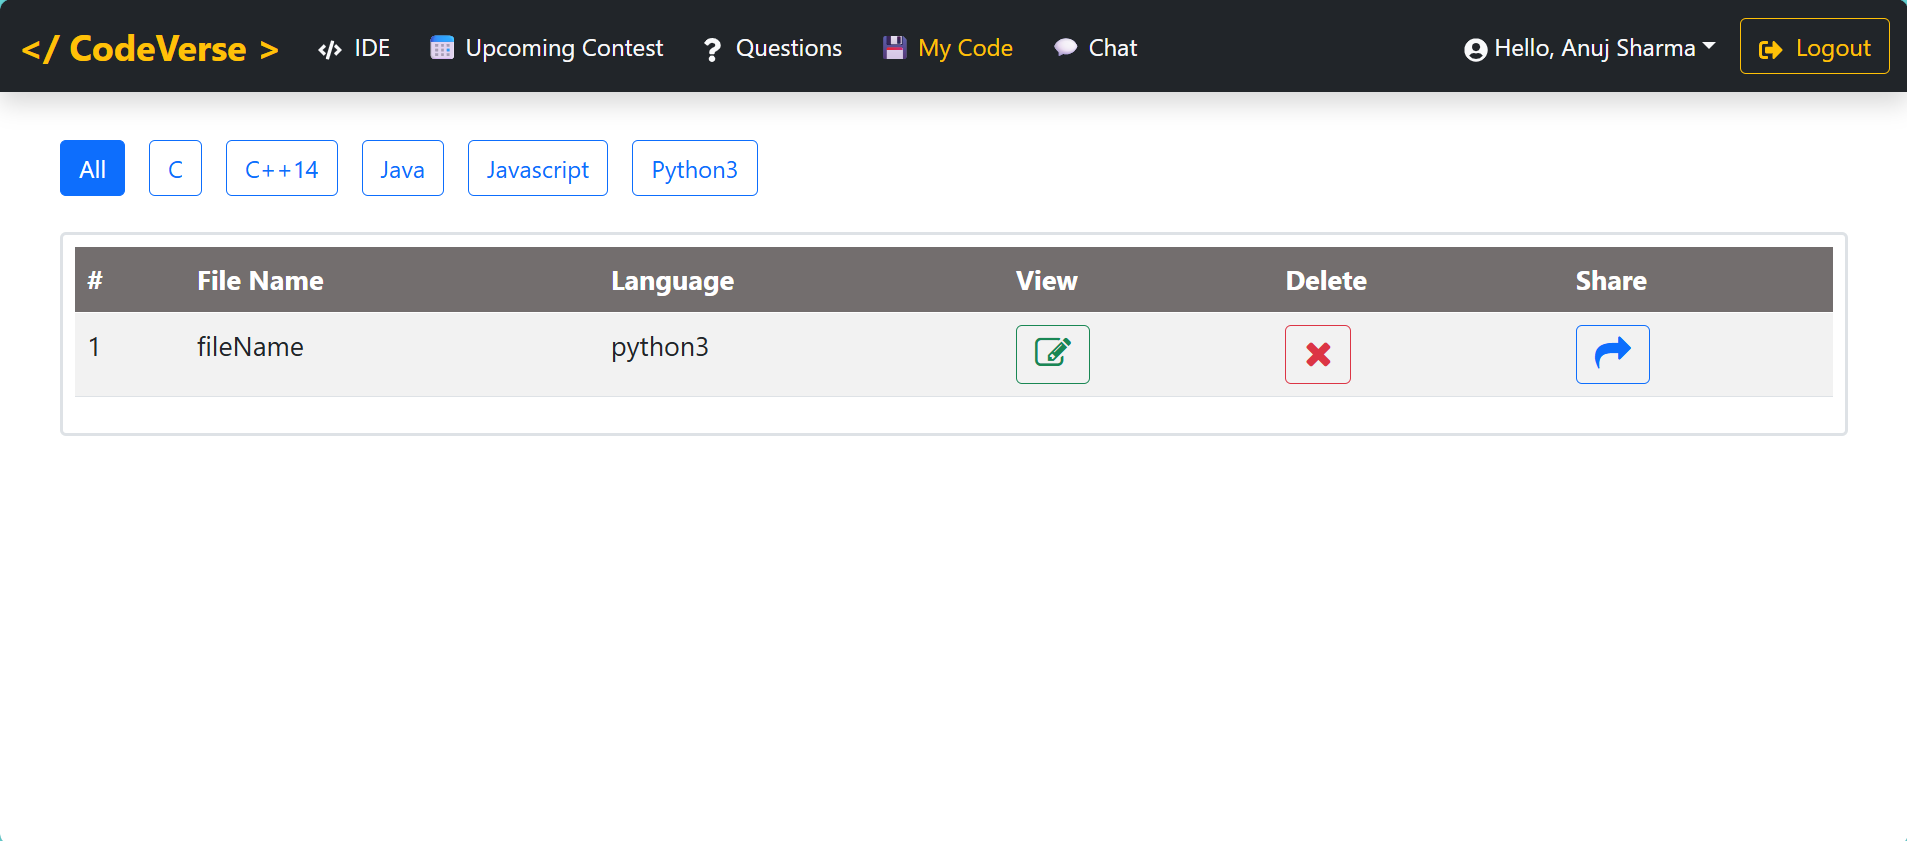 </ CodeVerse > IDE Upcoming Contest Questions My Code Chat Hello, Anuj Sharma Logout
All C C++14 Java Javascript Python3
# File Name Language View Delete Share
1 fileName python3